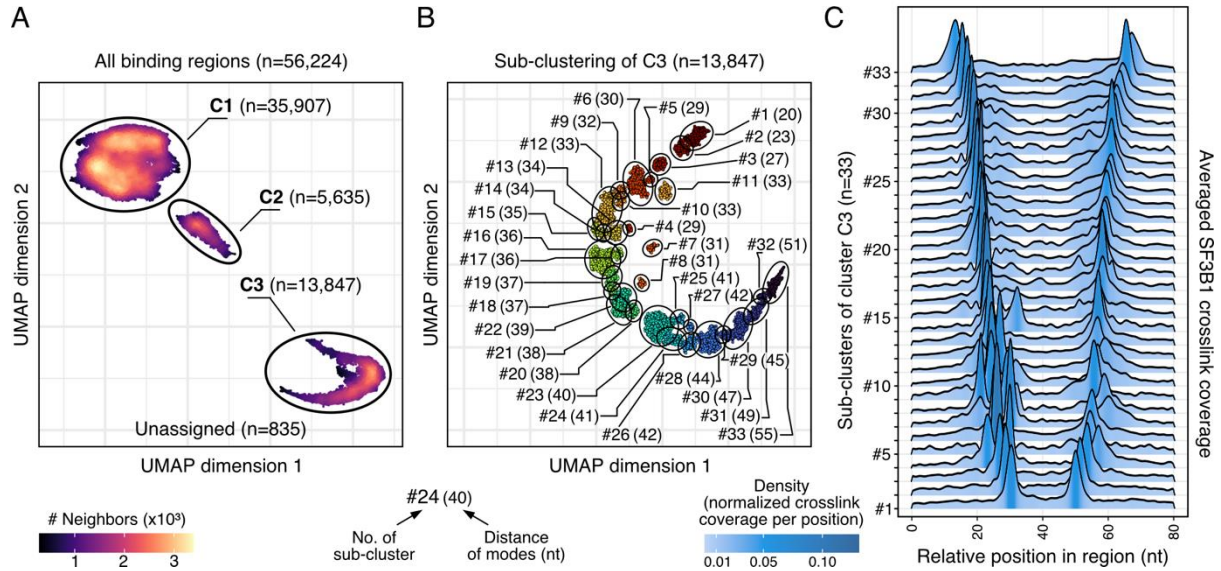 A
All binding regions (n=56,224)
C1 (n=35,907)
C2 (n=5,635)
C3 (n=13,847)
Unassigned (n=835)
UMAP dimension 2
UMAP dimension 1
# Neighbors (x10³)
1 2 3
B
Sub-clustering of C3 (n=13,847)
#6 (30)
#5 (29)
#9 (32)
#1 (20)
#12 (33)
#2 (23)
#13 (34)
#3 (27)
#14 (34)
#11 (33)
#15 (35)
#10 (33)
#16 (36)
#4 (29)
#17 (36)
#7 (31)
#32 (51)
#19 (37)
#8 (31)
#25 (41)
#18 (37)
#27 (42)
#22 (39)
#21 (38)
#29 (45)
#20 (38)
#28 (44)
#23 (40)
#30 (47)
#24 (41)
#31 (49)
#26 (42)
#33 (55)
UMAP dimension 2
UMAP dimension 1
#24 (40)
No. of
sub-cluster
Distance
of modes (nt)
Density
(normalized crosslink
coverage per position)
0.01 0.05 0.10
C
Sub-clusters of cluster C3 (n=33)
#33
#30
#25
#20
#15
#10
#5
#1
0 20 40 60 80
Relative position in region (nt)
Averaged SF3B1 crosslink coverage